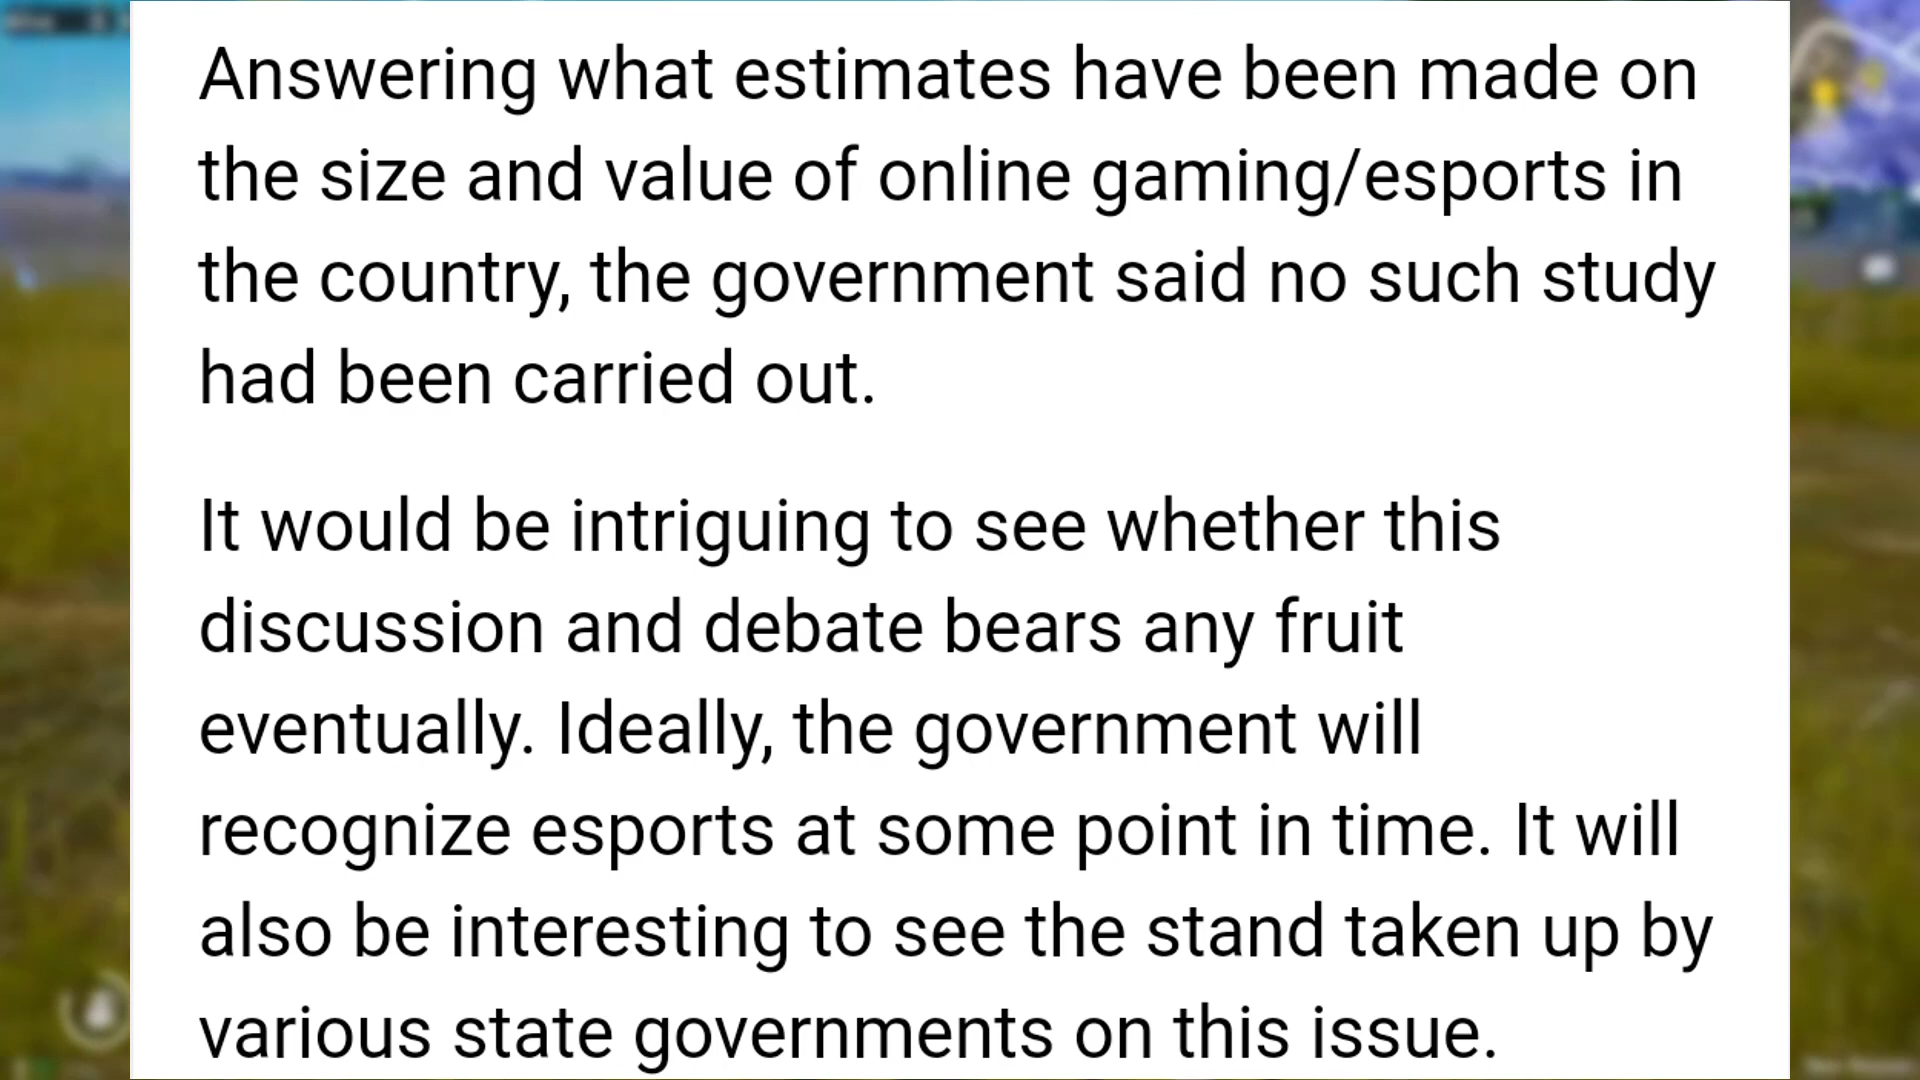 Answering what estimates have been made on
the size and value of online gaming/esports in
the country, the government said no such study
had been carried out.
It would be intriguing to see whether this
discussion and debate bears any fruit
eventually. Ideally, the government will
recognize esports at some point in time. It will
also be interesting to see the stand taken up by
various state governments on this issue.